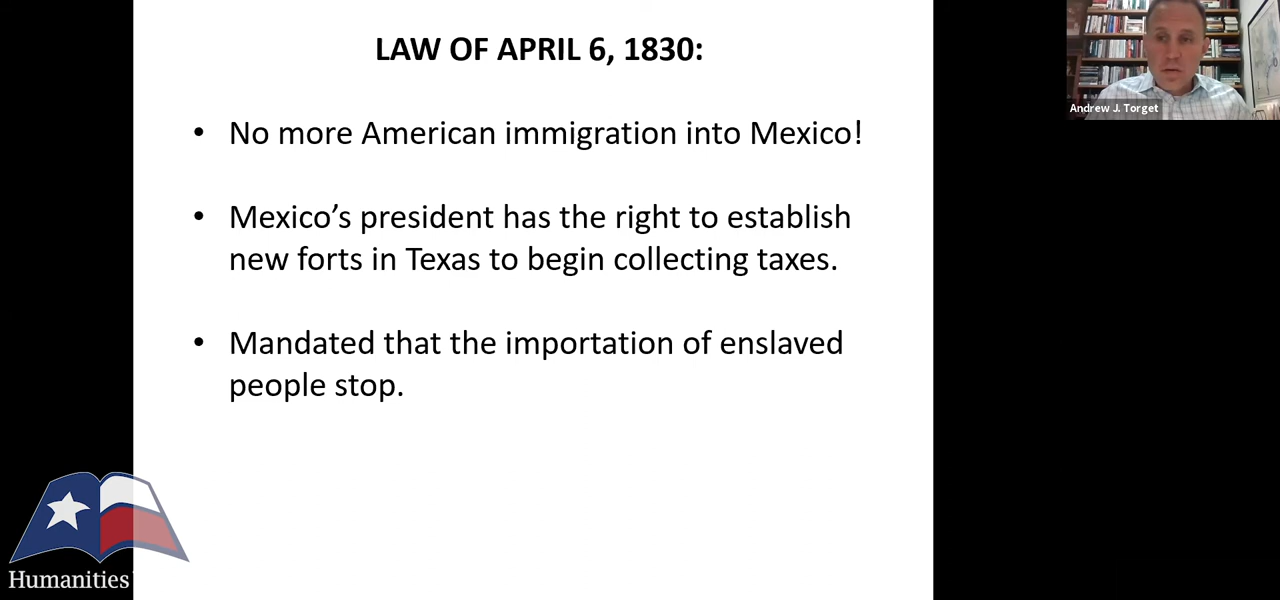 LAW OF APRIL 6, 1830:
• No more American immigration into Mexico!
• Mexico’s president has the right to establish
new forts in Texas to begin collecting taxes.
• Mandated that the importation of enslaved
people stop.
Andrew J. Torget
Humanities